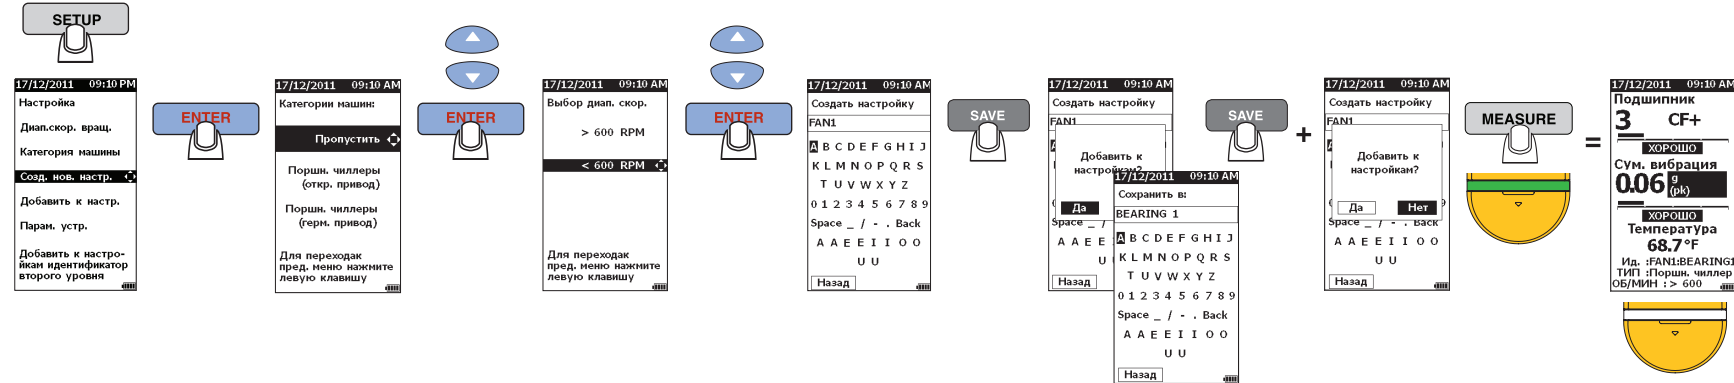 SETUP
17/12/2011 09:10 PM
Настройка
Диап.скор. вращ.
Категория машины
Созд. нов. настр.
Добавить к настр.
Парам. устр.
Добавить к настро-
йкам идентификатор
второго уровня
ENTER
17/12/2011 09:10 AM
Категории машин:
Пропустить
Поршн. чиллеры
(откр. привод)
Поршн. чиллеры
(герм. привод)
Для переходак
пред. меню нажмите
левую клавишу
ENTER
17/12/2011 09:10 AM
Выбор диап. скор.
> 600 RPM
< 600 RPM
Для переходак
пред. меню нажмите
левую клавишу
ENTER
17/12/2011 09:10 AM
Создать настройку
FAN1
A B C D E F G H I J
K L M N O P Q R S
T U V W X Y Z
0 1 2 3 4 5 6 7 8 9
Space _ / - . Back
A A E E I I O O
U U
Назад
SAVE
17/12/2011 09:10 AM
Создать настройку
FAN1
Добавить к
настройкам?
Да
Space _ /
A A E E
U
Назад
17/12/2011 09:10 AM
Сохранить в:
BEARING 1
A B C D E F G H I J
K L M N O P Q R S
T U V W X Y Z
0 1 2 3 4 5 6 7 8 9
Space _ / - . Back
A A E E I I O O
U U
Назад
SAVE
+
17/12/2011 09:10 AM
Создать настройку
FAN1
Добавить к
настройкам?
Да Нет
Space _ / - . Back
A A E E I I O O
U U
Назад
MEASURE
=
17/12/2011 09:10 AM
Подшипник
3 CF+
ХОРОШО
Сум. вибрация
0.06 g
(pk)
ХОРОШО
Температура
68.7°F
Ид. :FAN1:BEARING1
ТИП :Поршн. чиллер
ОБ/МИН :> 600